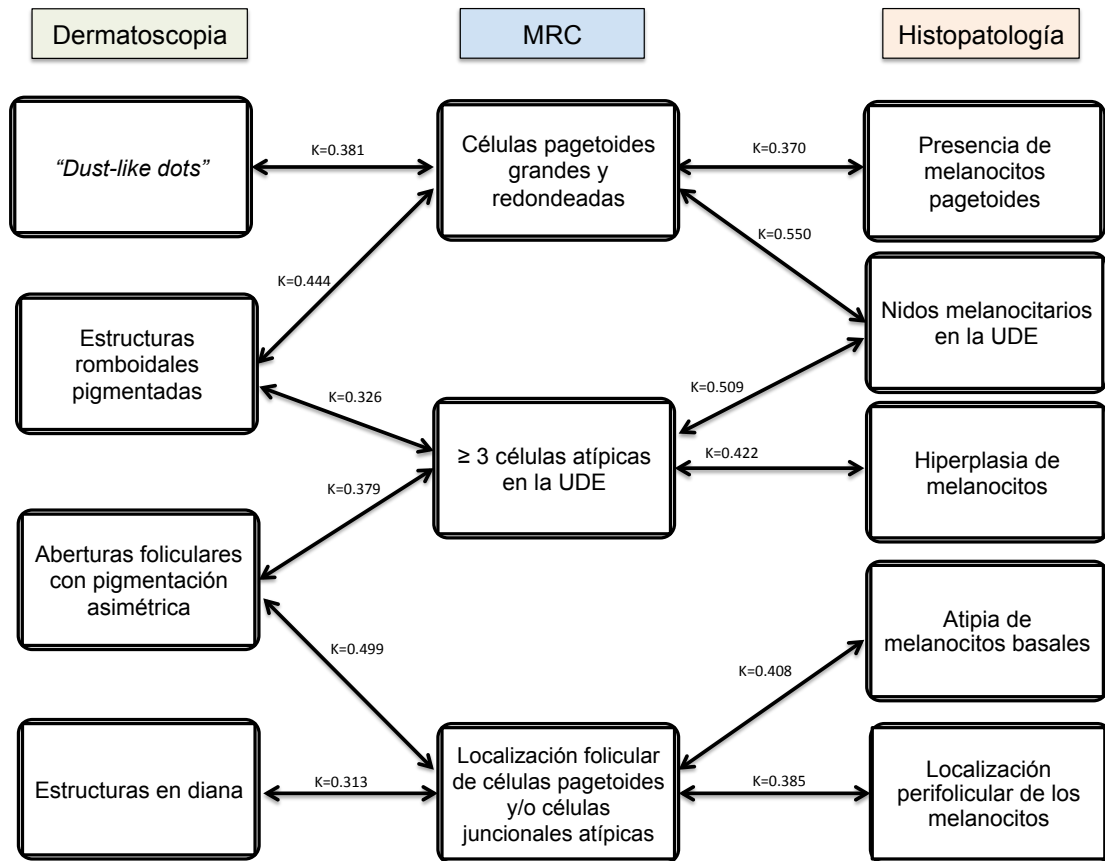 Dermatoscopia
MRC
Histopatología
“Dust-like dots”
K=0.381
Células pagetoides
grandes y
redondeadas
K=0.370
Presencia de
melanocitos
pagetoides
K=0.444
K=0.550
Estructuras
romboidales
pigmentadas
Nidos melanocitarios
en la UDE
K=0.326
K=0.509
≥ 3 células atípicas
en la UDE
K=0.422
Hiperplasia de
melanocitos
K=0.379
Aberturas foliculares
con pigmentación
asimétrica
K=0.499
K=0.408
Atipia de
melanocitos basales
Estructuras en diana
K=0.313
Localización folicular
de células pagetoides
y/o células
juncionales atípicas
K=0.385
Localización
perifolicular de los
melanocitos